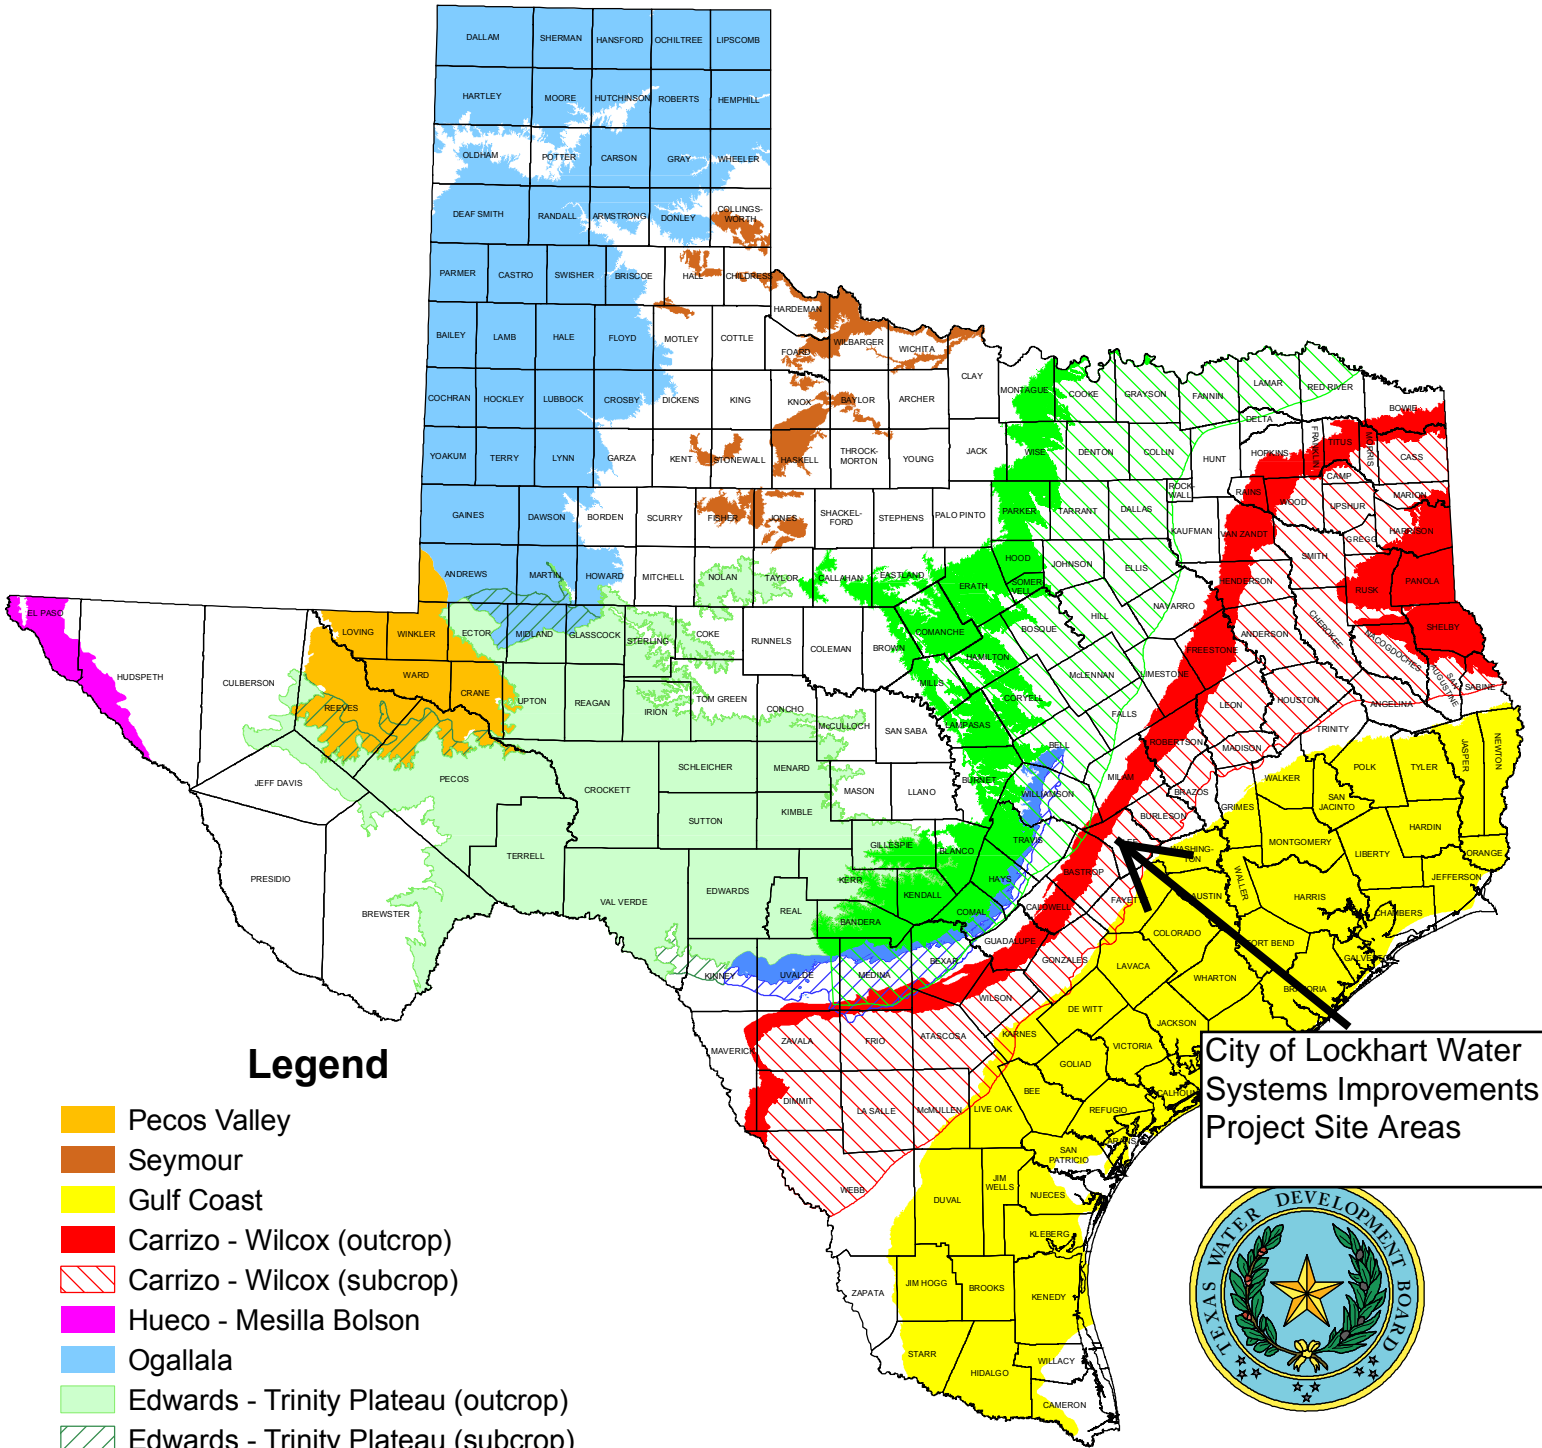 DALLAM SHERMAN HANSFORD OCHILTREE LIPSCOMB
HARTLEY MOORE HUTCHINSON ROBERTS HEMPHILL
OLDHAM POTTER CARSON GRAY WHEELER
DEAF SMITH RANDALL ARMSTRONG DONLEY COLLINGS-
WORTH
PARMER CASTRO SWISHER BRISCOE HALL CHILDRESS
HARDEMAN
BAILEY LAMB HALE FLOYD MOTLEY COTTLE FOARD WILBARGER WICHITA
CLAY MONTAGUE COOKE GRAYSON FANNIN LAMAR RED RIVER
COCHRAN HOCKLEY LUBBOCK CROSBY DICKENS KING KNOX BAYLOR ARCHER
DELTA BOWIE
YOAKUM TERRY LYNN GARZA KENT STONEWALL HASKELL THROCK-
MORTON YOUNG JACK WISE DENTON COLLIN HUNT HOPKINS FRANKLIN TITUS MORRIS CASS
ROCK-
WALL RAINS WOOD CAMP UPSHUR MARION
GAINES DAWSON BORDEN SCURRY FISHER JONES SHACKEL-
FORD STEPHENS PALO PINTO PARKER TARRANT DALLAS KAUFMAN VAN ZANDT GREGG HARRISON
ANDREWS MARTIN HOWARD MITCHELL NOLAN TAYLOR CALLAHAN EASTLAND ERATH HOOD SOMER
VELL JOHNSON ELLIS HENDERSON SMITH RUSK PANOLA
EL PASO HUDSPETH CULBERSON LOVING WINKLER ECTOR MIDLAND GLASSCOCK STERLING COKE RUNNELS COLEMAN BROWN COMANCHE HAMILTON BOSQUE HILL NAVARRO
ANDERSON CHEROKEE NACOGDOCHES SHELBY
REEVES WARD CRANE UPTON REAGAN IRION TOM GREEN CONCHO McCULLOCH SAN SABA MILLS LAMPASAS CORYELL McLENNAN LIMESTONE FREESTONE
LEON HOUSTON ANGELINA SAN
AUGUSTINE SABINE
FALLS BELL ROBERTSON MADISON TRINITY
JEFF DAVIS PECOS CROCKETT SCHLEICHER MENARD MASON LLANO BURNET WILLIAMSON MILAM BRAZOS WALKER POLK TYLER JASPER NEWTON
GRIMES SAN
JACINTO HARDIN
PRESIDIO BREWSTER TERRELL SUTTON KIMBLE GILLESPIE BLANCO TRAVIS BURLESON WASHING-
TON MONTGOMERY LIBERTY ORANGE
VAL VERDE EDWARDS REAL KERR KENDALL BANDERA HAYS COMAL BASTROP CALDWELL AUSTIN WALLER HARRIS JEFFERSON
CHAMBERS
KINNEY UVALDE MEDINA BEXAR GUADALUPE GONZALES COLORADO LAVACA WHARTON
MAVERICK ZAVALA FRIO ATASCOSA WILSON KARNES DE WITT JACKSON VICTORIA GOLIAD
DIMMIT LA SALLE McMULLEN LIVE OAK BEE REFUGIO
SAN
PATRICIO
WEBB DUVAL JIM
WELLS NUECES
KLEBERG
ZAPATA JIM HOGG BROOKS KENEDY
STARR HIDALGO WILLACY
CAMERON
City of Lockhart Water
Systems Improvements
Project Site Areas
TEXAS WATER DEVELOPMENT BOARD
Legend
Pecos Valley
Seymour
Gulf Coast
Carrizo - Wilcox (outcrop)
Carrizo - Wilcox (subcrop)
Hueco - Mesilla Bolson
Ogallala
Edwards - Trinity Plateau (outcrop)
Edwards - Trinity Plateau (subcrop)